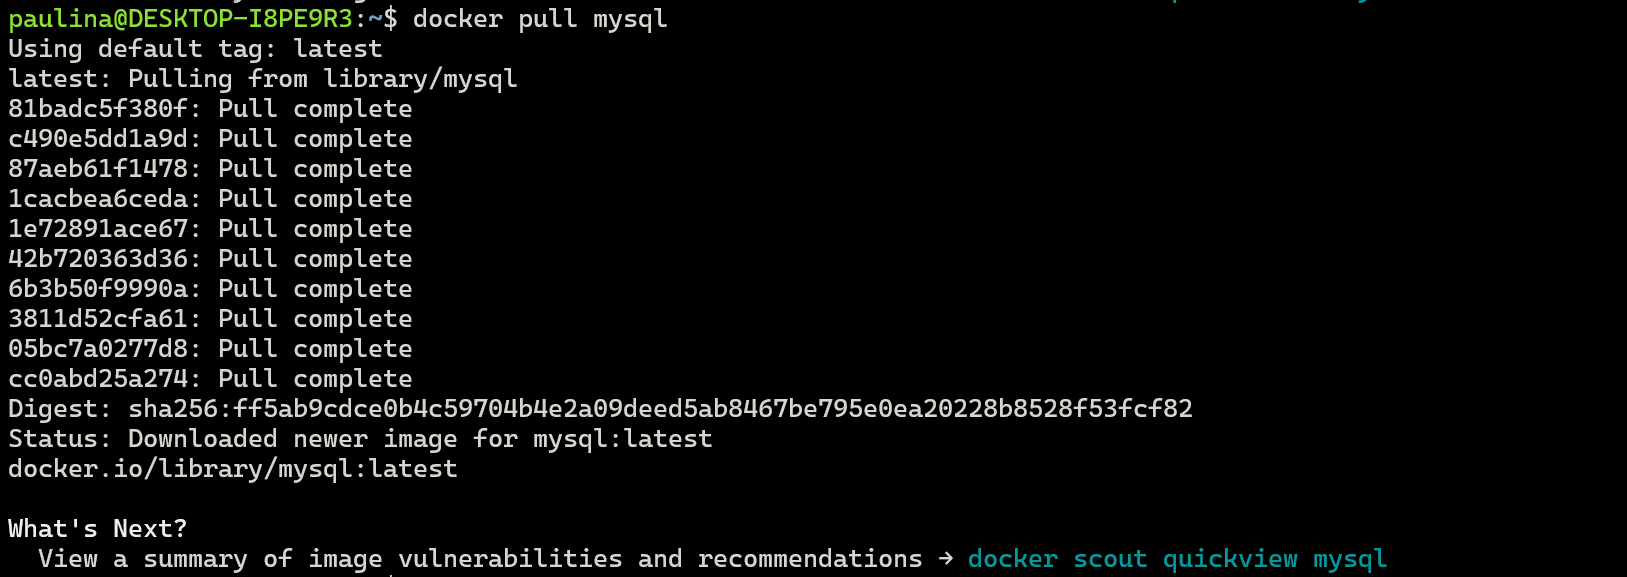 paulina@DESKTOP-I8PE9R3:~$ docker pull mysql
Using default tag: latest
latest: Pulling from library/mysql
81badc5f380f: Pull complete
c490e5dd1a9d: Pull complete
87aeb61f1478: Pull complete
1cacbea6ceda: Pull complete
1e72891ace67: Pull complete
42b720363d36: Pull complete
6b3b50f9990a: Pull complete
3811d52cfa61: Pull complete
05bc7a0277d8: Pull complete
cc0abd25a274: Pull complete
Digest: sha256:ff5ab9cdce0b4c59704b4e2a09deed5ab8467be795e0ea20228b8528f53fcf82
Status: Downloaded newer image for mysql:latest
docker.io/library/mysql:latest
What's Next?
View a summary of image vulnerabilities and recommendations → docker scout quickview mysql